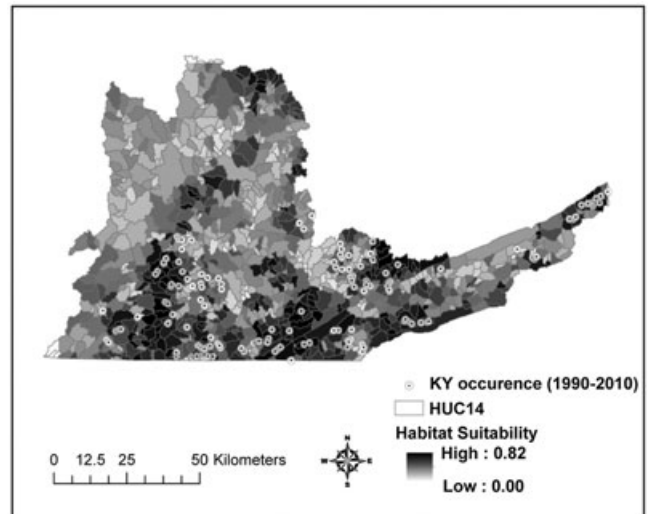 KY occurence (1990-2010)
HUC14
Habitat Suitability
High : 0.82
Low : 0.00
0 12.5 25 50 Kilometers
N
W E
S